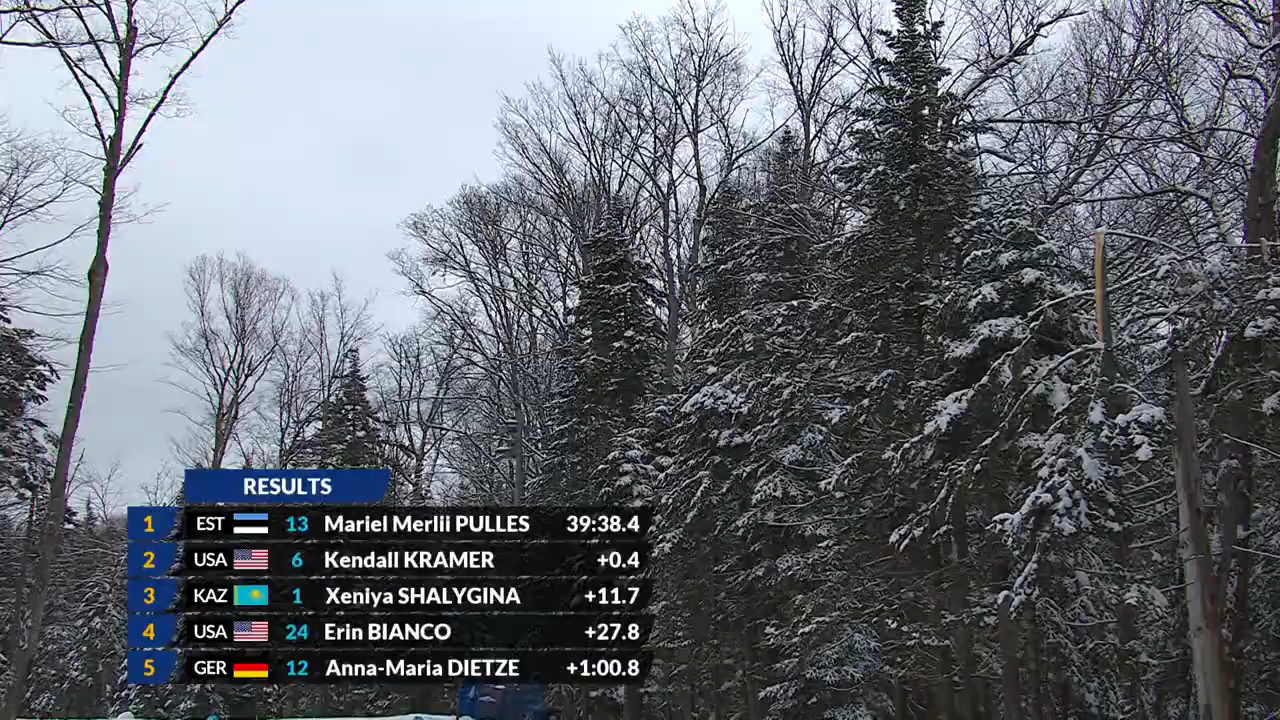 RESULTS
1 EST 13 Mariel Merlii PULLES 39:38.4
2 USA 6 Kendall KRAMER +0.4
3 KAZ 1 Xeniya SHALYGINA +11.7
4 USA 24 Erin BIANCO +27.8
5 GER 12 Anna-Maria DIETZE +1:00.8